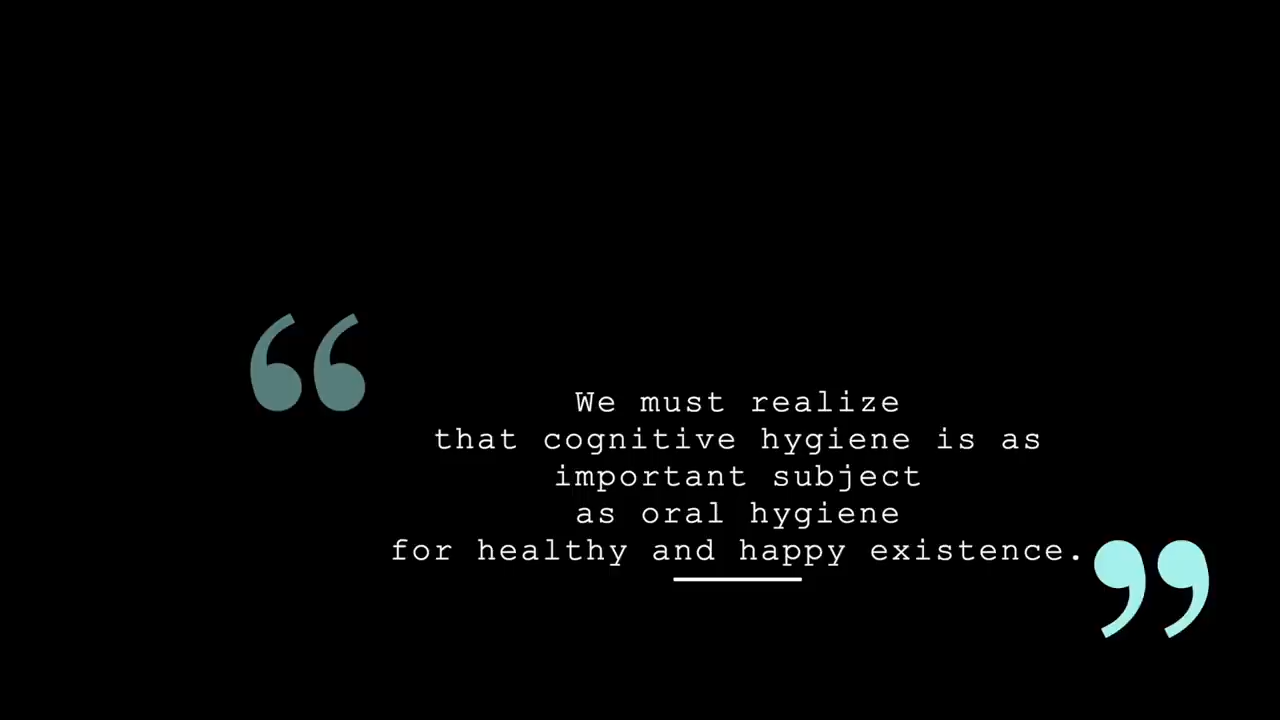 “
We must realize
that cognitive hygiene is as
important subject
as oral hygiene
for healthy and happy existence.
”